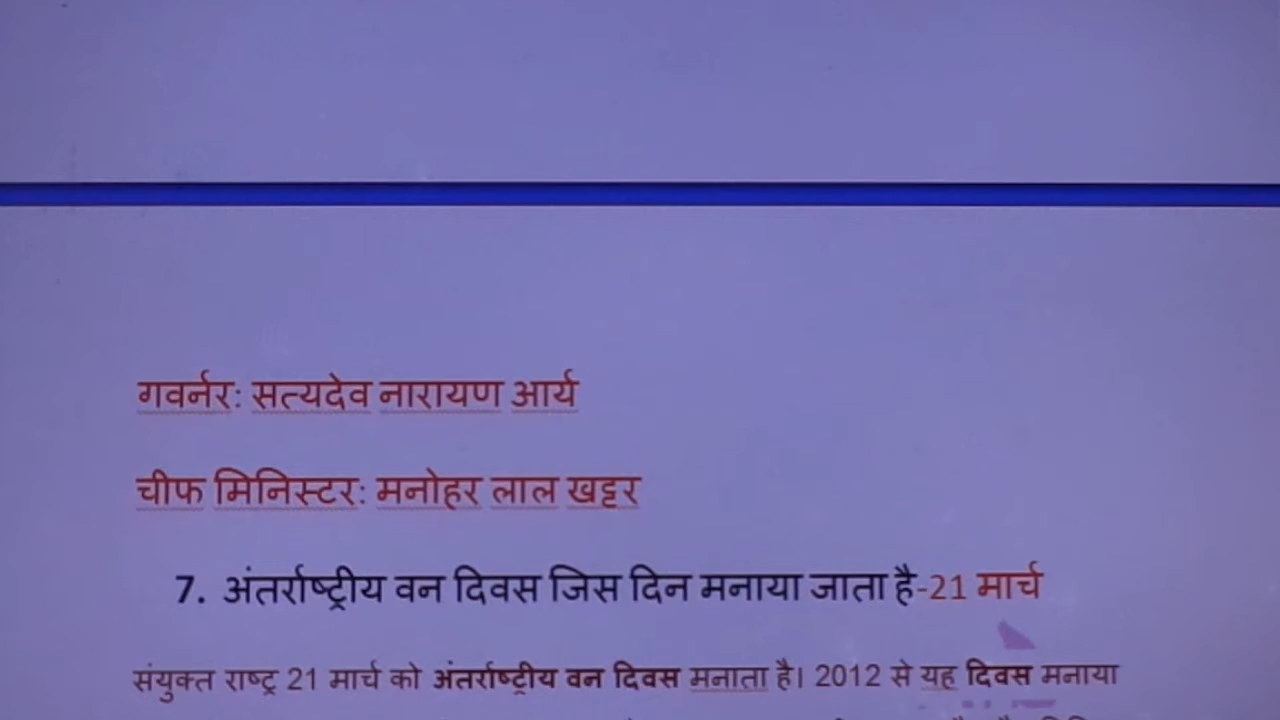 गवर्नर: सत्यदेव नारायण आर्य
चीफ मिनिस्टर: मनोहर लाल खट्टर
7. अंतर्राष्ट्रीय वन दिवस जिस दिन मनाया जाता है-21 मार्च
संयुक्त राष्ट्र 21 मार्च को अंतर्राष्ट्रीय वन दिवस मनाता है। 2012 से यह दिवस मनाया